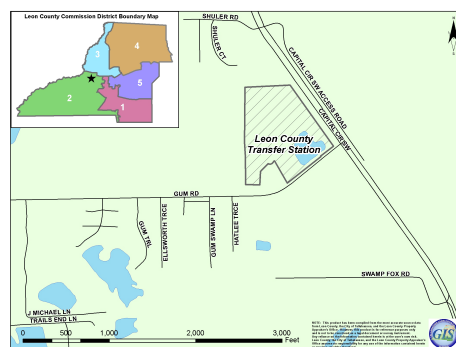 Leon County Commission District Boundary Map
3
4
5
2
1
SHULER RD
SHULER CT
CAPITAL CIR SW ACCESS ROAD
CAPITAL CIR SW
N
Leon County
Transfer Station
GUM RD
GUM TRL
ELLSWORTH TRCE
GUM SWAMP LN
HATLEE TRCE
SWAMP FOX RD
J MICHAEL LN
TRAILS END LN
0 500 1,000 2,000 3,000
Feet
GIS